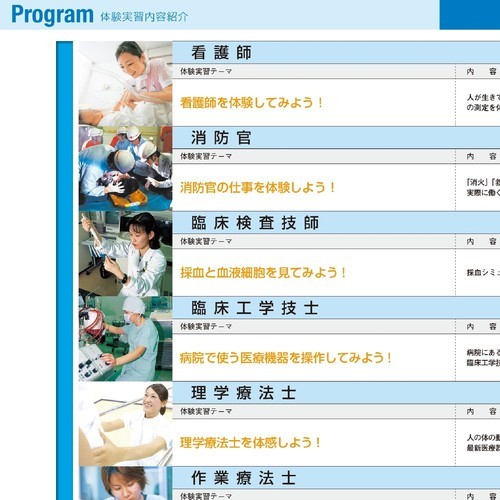 Program 体験実習内容紹介
看護師
体験実習テーマ 内 容
看護師を体験してみよう！ 人が生きて
の測定を体
消防官
体験実習テーマ 内 容
消防官の仕事を体験しよう！ 「消火」「救
実際に働く
臨床検査技師
体験実習テーマ 内 容
採血と血液細胞を見てみよう！ 採血シミュ
臨床工学技士
体験実習テーマ 内 容
病院で使う医療機器を操作してみよう！ 病院にある
臨床工学技
理学療法士
体験実習テーマ 内 容
理学療法士を体感しよう！ 人の体の動
最新医療器
作業療法士